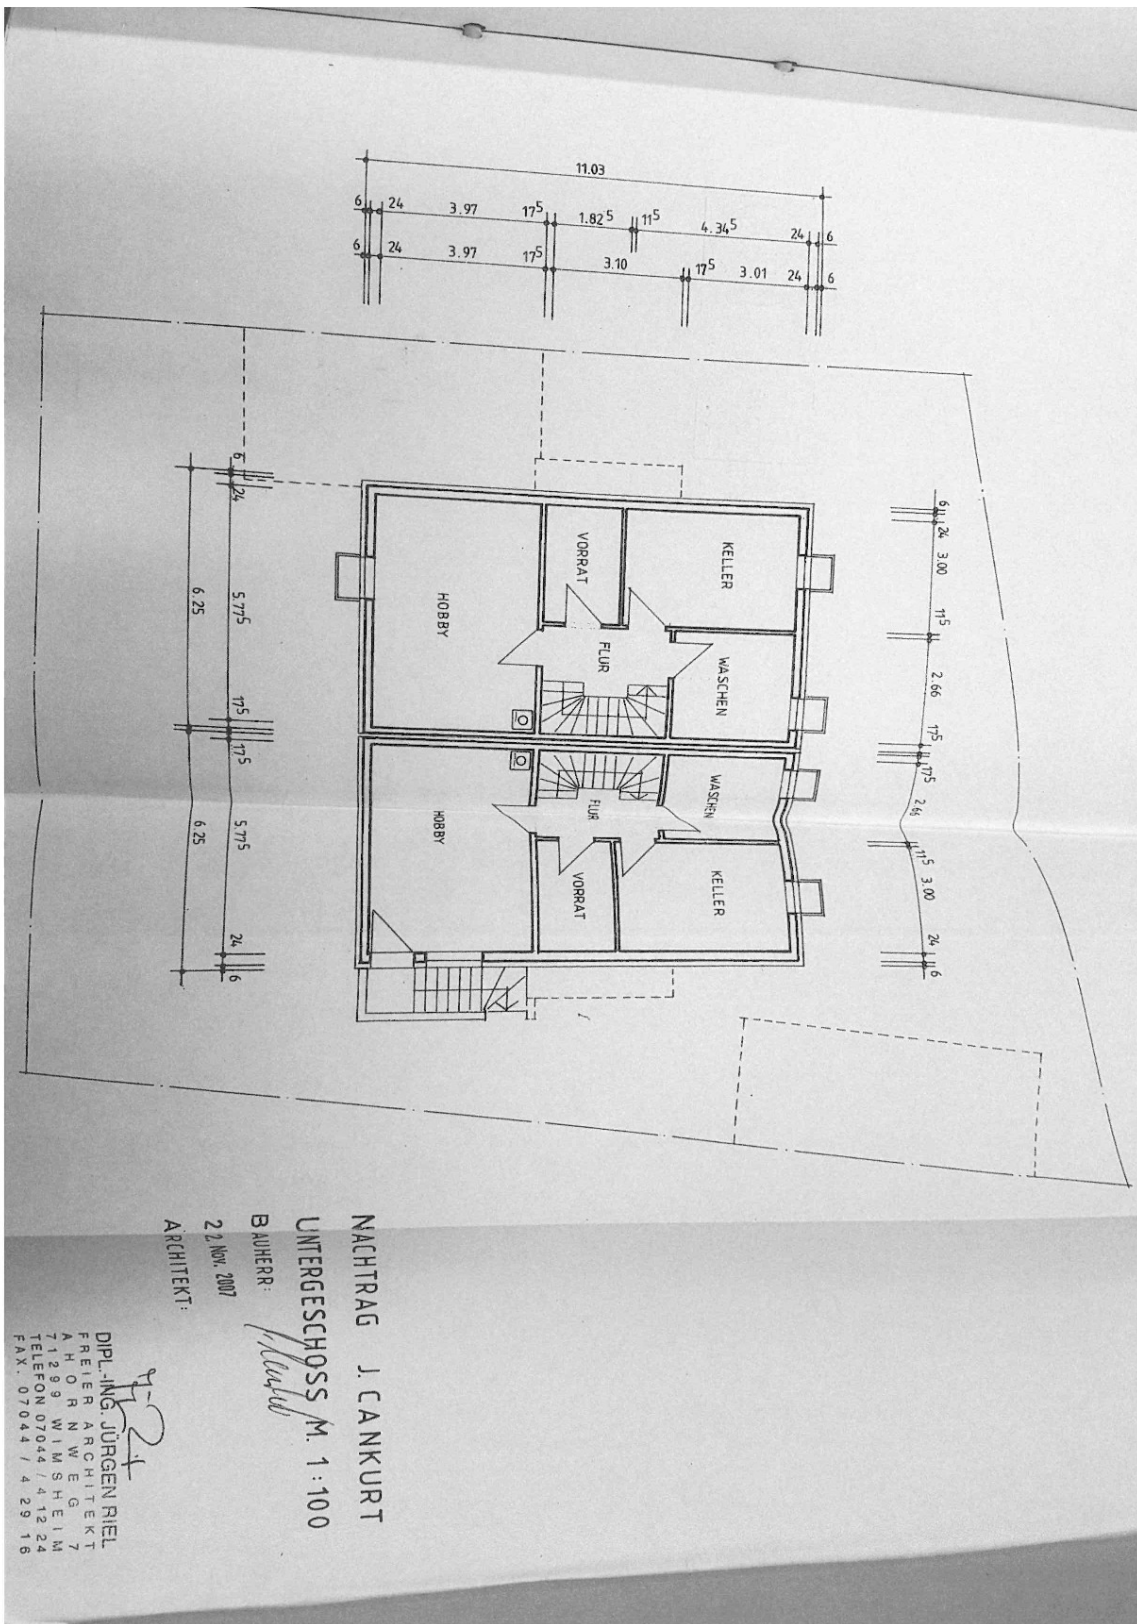 11.03
6 24 3.97 17⁵ 1.82⁵ 11⁵ 4.34⁵ 24 6
6 24 3.97 17⁵ 3.10 17⁵ 3.01 24 6
6 24 3.00 11⁵ 2.66 17⁵ 17⁵ 2.66 11⁵ 3.00 24 6
KELLER
WASCHEN
WASCHEN
KELLER
VORRAT
FLUR
FLUR
VORRAT
HOBBY
HOBBY
6 24 5.77⁵ 17⁵ 17⁵ 5.77⁵ 24 6
6.25 6.25
NACHTRAG J. CANKURT
UNTERGESCHOSS M. 1:100
BAUHERR:
22. NOV. 2007
ARCHITEKT:
DIPL.-ING. JÜRGEN RIEL
FREIER ARCHITEKT
AHORNWEG 7
71299 WIMSHEIM
TELEFON 07044 / 4 12 24
FAX. 07044 / 4 29 16